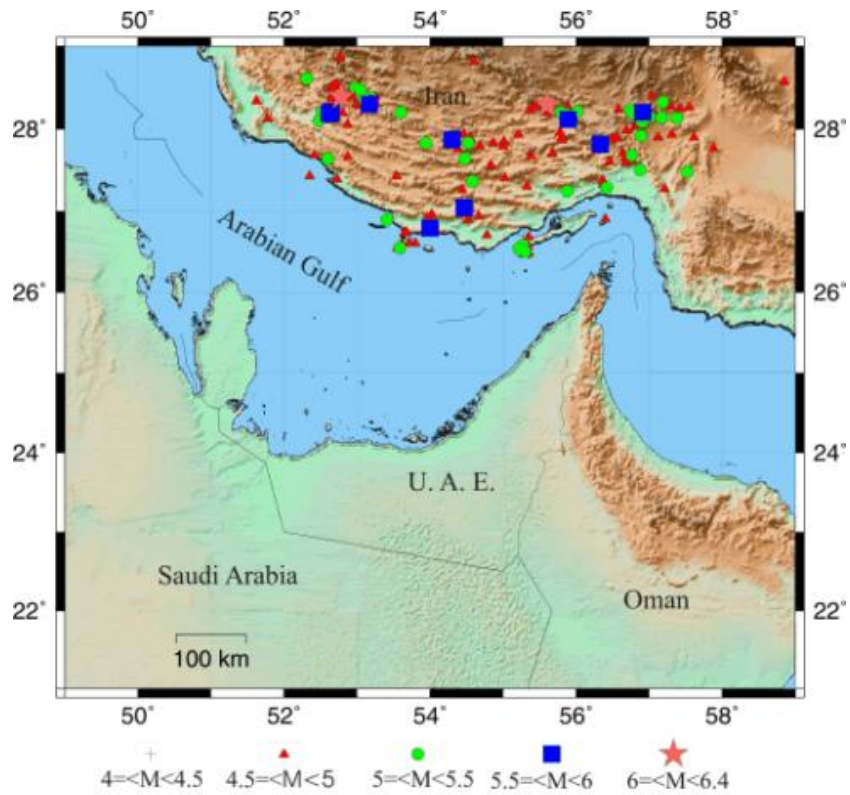 50° 52° 54° 56° 58°
Iran
28° 28°
Arabian Gulf
26° 26°
24° 24°
U. A. E.
Saudi Arabia
Oman
22° 22°
100 km
50° 52° 54° 56° 58°
4=<M<4.5 4.5=<M<5 5=<M<5.5 5.5=<M<6 6=<M<6.4